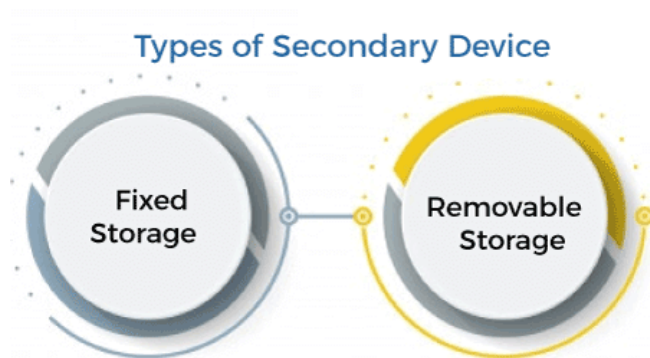 Types of Secondary Device
Fixed
Storage
Removable
Storage